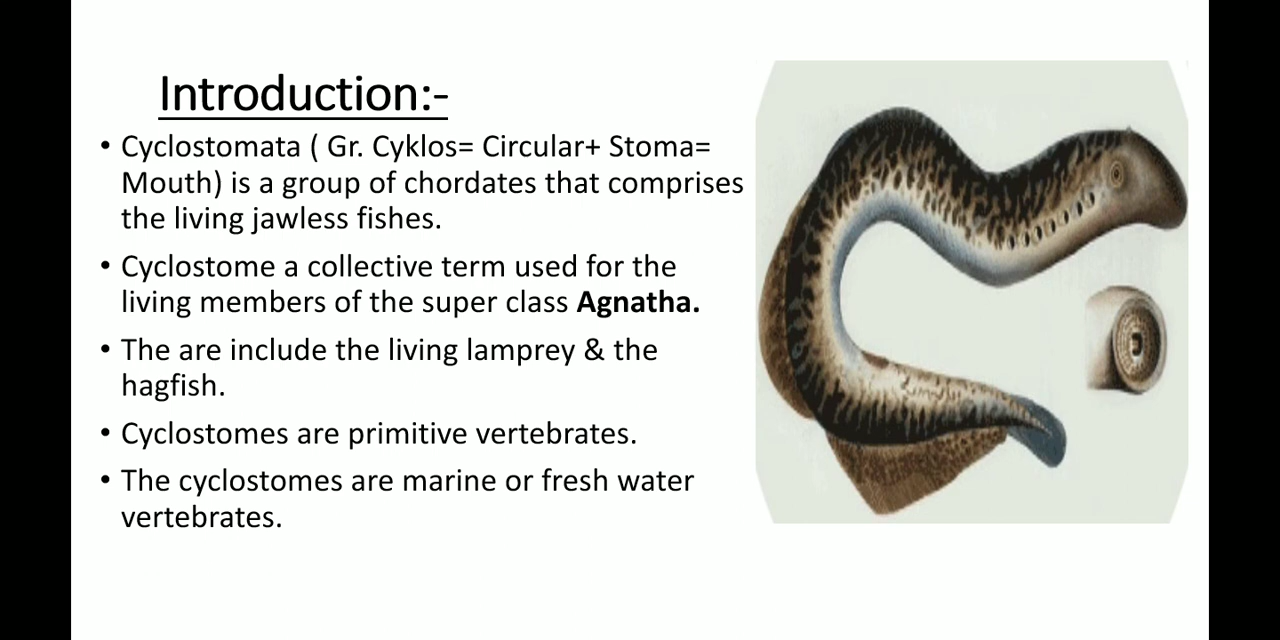 Introduction:-
• Cyclostomata ( Gr. Cyklos= Circular+ Stoma=
Mouth) is a group of chordates that comprises
the living jawless fishes.
• Cyclostome a collective term used for the
living members of the super class Agnatha.
• The are include the living lamprey & the
hagfish.
• Cyclostomes are primitive vertebrates.
• The cyclostomes are marine or fresh water
vertebrates.